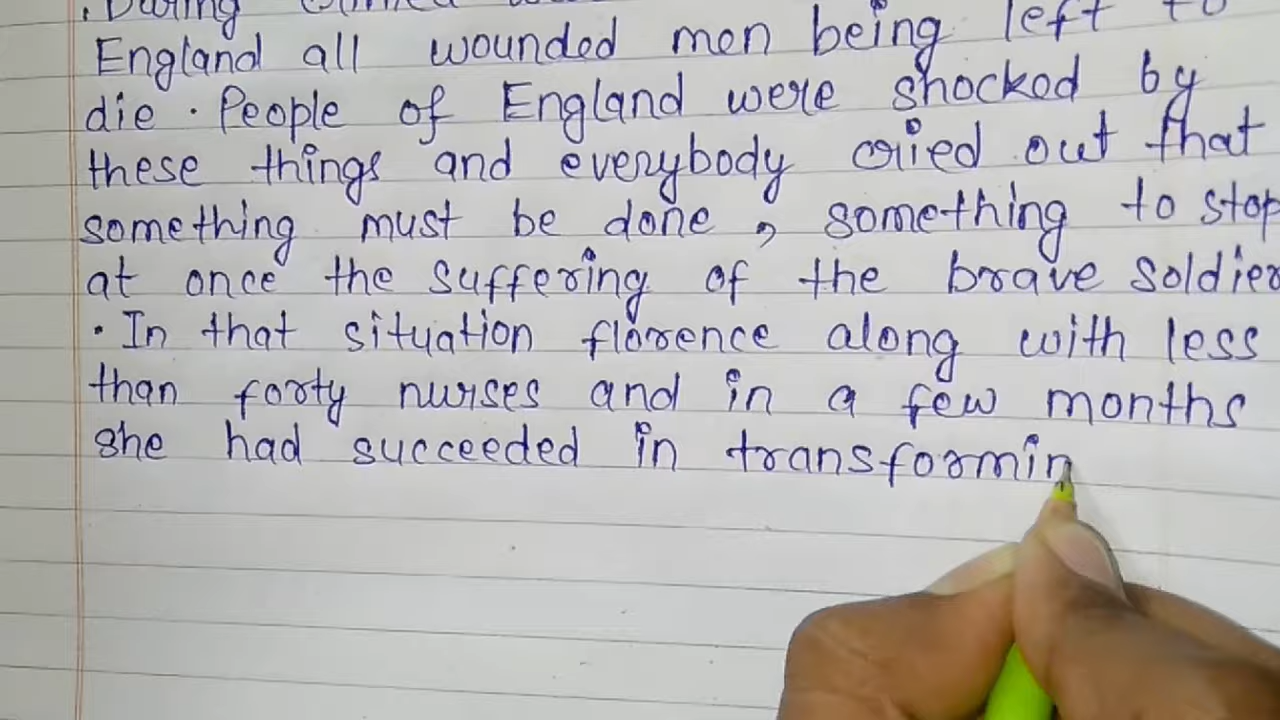 During
England all wounded men being left to
die . People of England were shocked by
these things and everybody cried out that
something must be done , something to stop
at once the suffering of the brave soldier
• In that situation florence along with less
than forty nurses and in a few months
she had succeeded in transformin